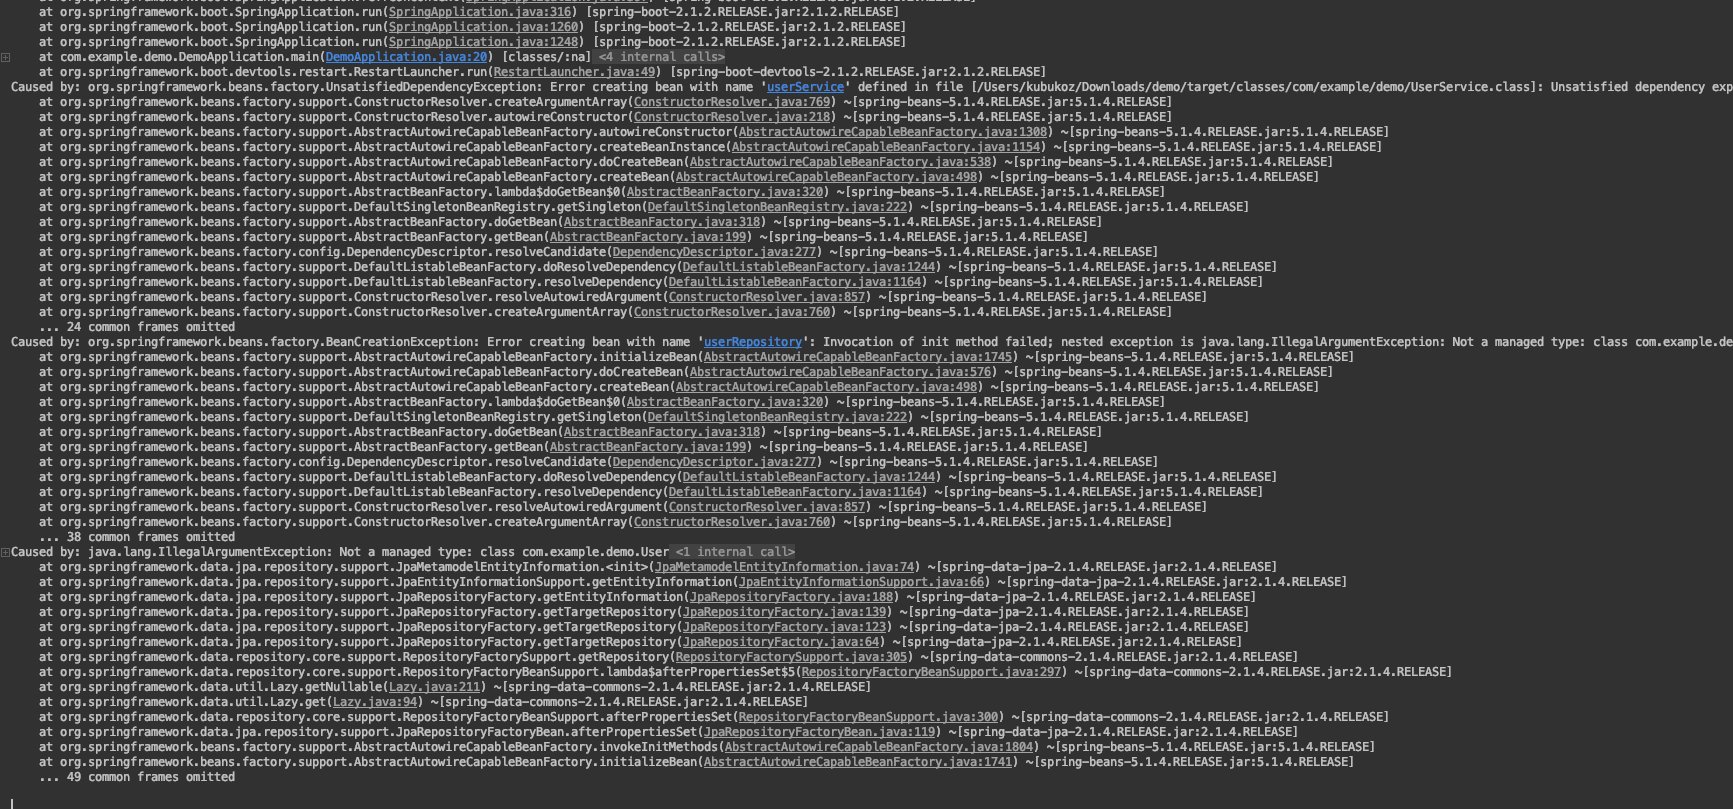 at org.springframework.boot.SpringApplication.run(SpringApplication.java:316) [spring-boot-2.1.2.RELEASE.jar:2.1.2.RELEASE]
at org.springframework.boot.SpringApplication.run(SpringApplication.java:1260) [spring-boot-2.1.2.RELEASE.jar:2.1.2.RELEASE]
at org.springframework.boot.SpringApplication.run(SpringApplication.java:1248) [spring-boot-2.1.2.RELEASE.jar:2.1.2.RELEASE]
at com.example.demo.DemoApplication.main(DemoApplication.java:20) [classes/:na] <4 internal calls>
at org.springframework.boot.devtools.restart.RestartLauncher.run(RestartLauncher.java:49) [spring-boot-devtools-2.1.2.RELEASE.jar:2.1.2.RELEASE]
Caused by: org.springframework.beans.factory.UnsatisfiedDependencyException: Error creating bean with name 'userService' defined in file [/Users/kubukoz/Downloads/demo/target/classes/com/example/demo/UserService.class]: Unsatisfied dependency exp
at org.springframework.beans.factory.support.ConstructorResolver.createArgumentArray(ConstructorResolver.java:769) ~[spring-beans-5.1.4.RELEASE.jar:5.1.4.RELEASE]
at org.springframework.beans.factory.support.ConstructorResolver.autowireConstructor(ConstructorResolver.java:218) ~[spring-beans-5.1.4.RELEASE.jar:5.1.4.RELEASE]
at org.springframework.beans.factory.support.AbstractAutowireCapableBeanFactory.autowireConstructor(AbstractAutowireCapableBeanFactory.java:1308) ~[spring-beans-5.1.4.RELEASE.jar:5.1.4.RELEASE]
at org.springframework.beans.factory.support.AbstractAutowireCapableBeanFactory.createBeanInstance(AbstractAutowireCapableBeanFactory.java:1154) ~[spring-beans-5.1.4.RELEASE.jar:5.1.4.RELEASE]
at org.springframework.beans.factory.support.AbstractAutowireCapableBeanFactory.doCreateBean(AbstractAutowireCapableBeanFactory.java:538) ~[spring-beans-5.1.4.RELEASE.jar:5.1.4.RELEASE]
at org.springframework.beans.factory.support.AbstractAutowireCapableBeanFactory.createBean(AbstractAutowireCapableBeanFactory.java:498) ~[spring-beans-5.1.4.RELEASE.jar:5.1.4.RELEASE]
at org.springframework.beans.factory.support.AbstractBeanFactory.lambda$doGetBean$0(AbstractBeanFactory.java:320) ~[spring-beans-5.1.4.RELEASE.jar:5.1.4.RELEASE]
at org.springframework.beans.factory.support.DefaultSingletonBeanRegistry.getSingleton(DefaultSingletonBeanRegistry.java:222) ~[spring-beans-5.1.4.RELEASE.jar:5.1.4.RELEASE]
at org.springframework.beans.factory.support.AbstractBeanFactory.doGetBean(AbstractBeanFactory.java:318) ~[spring-beans-5.1.4.RELEASE.jar:5.1.4.RELEASE]
at org.springframework.beans.factory.support.AbstractBeanFactory.getBean(AbstractBeanFactory.java:199) ~[spring-beans-5.1.4.RELEASE.jar:5.1.4.RELEASE]
at org.springframework.beans.factory.config.DependencyDescriptor.resolveCandidate(DependencyDescriptor.java:277) ~[spring-beans-5.1.4.RELEASE.jar:5.1.4.RELEASE]
at org.springframework.beans.factory.support.DefaultListableBeanFactory.doResolveDependency(DefaultListableBeanFactory.java:1244) ~[spring-beans-5.1.4.RELEASE.jar:5.1.4.RELEASE]
at org.springframework.beans.factory.support.DefaultListableBeanFactory.resolveDependency(DefaultListableBeanFactory.java:1164) ~[spring-beans-5.1.4.RELEASE.jar:5.1.4.RELEASE]
at org.springframework.beans.factory.support.ConstructorResolver.resolveAutowiredArgument(ConstructorResolver.java:857) ~[spring-beans-5.1.4.RELEASE.jar:5.1.4.RELEASE]
at org.springframework.beans.factory.support.ConstructorResolver.createArgumentArray(ConstructorResolver.java:760) ~[spring-beans-5.1.4.RELEASE.jar:5.1.4.RELEASE]
... 24 common frames omitted
Caused by: org.springframework.beans.factory.BeanCreationException: Error creating bean with name 'userRepository': Invocation of init method failed; nested exception is java.lang.IllegalArgumentException: Not a managed type: class com.example.de
at org.springframework.beans.factory.support.AbstractAutowireCapableBeanFactory.initializeBean(AbstractAutowireCapableBeanFactory.java:1745) ~[spring-beans-5.1.4.RELEASE.jar:5.1.4.RELEASE]
at org.springframework.beans.factory.support.AbstractAutowireCapableBeanFactory.doCreateBean(AbstractAutowireCapableBeanFactory.java:576) ~[spring-beans-5.1.4.RELEASE.jar:5.1.4.RELEASE]
at org.springframework.beans.factory.support.AbstractAutowireCapableBeanFactory.createBean(AbstractAutowireCapableBeanFactory.java:498) ~[spring-beans-5.1.4.RELEASE.jar:5.1.4.RELEASE]
at org.springframework.beans.factory.support.AbstractBeanFactory.lambda$doGetBean$0(AbstractBeanFactory.java:320) ~[spring-beans-5.1.4.RELEASE.jar:5.1.4.RELEASE]
at org.springframework.beans.factory.support.DefaultSingletonBeanRegistry.getSingleton(DefaultSingletonBeanRegistry.java:222) ~[spring-beans-5.1.4.RELEASE.jar:5.1.4.RELEASE]
at org.springframework.beans.factory.support.AbstractBeanFactory.doGetBean(AbstractBeanFactory.java:318) ~[spring-beans-5.1.4.RELEASE.jar:5.1.4.RELEASE]
at org.springframework.beans.factory.support.AbstractBeanFactory.getBean(AbstractBeanFactory.java:199) ~[spring-beans-5.1.4.RELEASE.jar:5.1.4.RELEASE]
at org.springframework.beans.factory.config.DependencyDescriptor.resolveCandidate(DependencyDescriptor.java:277) ~[spring-beans-5.1.4.RELEASE.jar:5.1.4.RELEASE]
at org.springframework.beans.factory.support.DefaultListableBeanFactory.doResolveDependency(DefaultListableBeanFactory.java:1244) ~[spring-beans-5.1.4.RELEASE.jar:5.1.4.RELEASE]
at org.springframework.beans.factory.support.DefaultListableBeanFactory.resolveDependency(DefaultListableBeanFactory.java:1164) ~[spring-beans-5.1.4.RELEASE.jar:5.1.4.RELEASE]
at org.springframework.beans.factory.support.ConstructorResolver.resolveAutowiredArgument(ConstructorResolver.java:857) ~[spring-beans-5.1.4.RELEASE.jar:5.1.4.RELEASE]
at org.springframework.beans.factory.support.ConstructorResolver.createArgumentArray(ConstructorResolver.java:760) ~[spring-beans-5.1.4.RELEASE.jar:5.1.4.RELEASE]
... 38 common frames omitted
Caused by: java.lang.IllegalArgumentException: Not a managed type: class com.example.demo.User <1 internal call>
at org.springframework.data.jpa.repository.support.JpaMetamodelEntityInformation.<init>(JpaMetamodelEntityInformation.java:74) ~[spring-data-jpa-2.1.4.RELEASE.jar:2.1.4.RELEASE]
at org.springframework.data.jpa.repository.support.JpaEntityInformationSupport.getEntityInformation(JpaEntityInformationSupport.java:66) ~[spring-data-jpa-2.1.4.RELEASE.jar:2.1.4.RELEASE]
at org.springframework.data.jpa.repository.support.JpaRepositoryFactory.getEntityInformation(JpaRepositoryFactory.java:188) ~[spring-data-jpa-2.1.4.RELEASE.jar:2.1.4.RELEASE]
at org.springframework.data.jpa.repository.support.JpaRepositoryFactory.getTargetRepository(JpaRepositoryFactory.java:139) ~[spring-data-jpa-2.1.4.RELEASE.jar:2.1.4.RELEASE]
at org.springframework.data.jpa.repository.support.JpaRepositoryFactory.getTargetRepository(JpaRepositoryFactory.java:123) ~[spring-data-jpa-2.1.4.RELEASE.jar:2.1.4.RELEASE]
at org.springframework.data.jpa.repository.support.JpaRepositoryFactory.getTargetRepository(JpaRepositoryFactory.java:64) ~[spring-data-jpa-2.1.4.RELEASE.jar:2.1.4.RELEASE]
at org.springframework.data.repository.core.support.RepositoryFactorySupport.getRepository(RepositoryFactorySupport.java:305) ~[spring-data-commons-2.1.4.RELEASE.jar:2.1.4.RELEASE]
at org.springframework.data.repository.core.support.RepositoryFactoryBeanSupport.lambda$afterPropertiesSet$5(RepositoryFactoryBeanSupport.java:297) ~[spring-data-commons-2.1.4.RELEASE.jar:2.1.4.RELEASE]
at org.springframework.data.util.Lazy.getNullable(Lazy.java:211) ~[spring-data-commons-2.1.4.RELEASE.jar:2.1.4.RELEASE]
at org.springframework.data.util.Lazy.get(Lazy.java:94) ~[spring-data-commons-2.1.4.RELEASE.jar:2.1.4.RELEASE]
at org.springframework.data.repository.core.support.RepositoryFactoryBeanSupport.afterPropertiesSet(RepositoryFactoryBeanSupport.java:300) ~[spring-data-commons-2.1.4.RELEASE.jar:2.1.4.RELEASE]
at org.springframework.data.jpa.repository.support.JpaRepositoryFactoryBean.afterPropertiesSet(JpaRepositoryFactoryBean.java:119) ~[spring-data-jpa-2.1.4.RELEASE.jar:2.1.4.RELEASE]
at org.springframework.beans.factory.support.AbstractAutowireCapableBeanFactory.invokeInitMethods(AbstractAutowireCapableBeanFactory.java:1804) ~[spring-beans-5.1.4.RELEASE.jar:5.1.4.RELEASE]
at org.springframework.beans.factory.support.AbstractAutowireCapableBeanFactory.initializeBean(AbstractAutowireCapableBeanFactory.java:1741) ~[spring-beans-5.1.4.RELEASE.jar:5.1.4.RELEASE]
... 49 common frames omitted